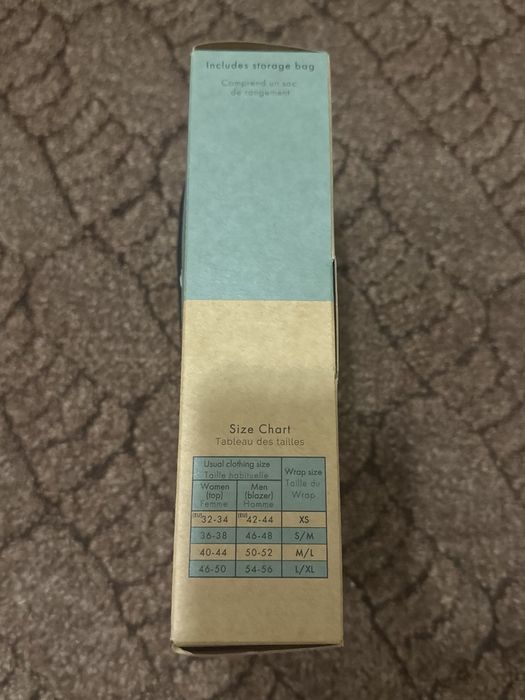 Includes storage bag
Comprend un sac
de rangement
Size Chart
Tableau des tailles
Usual clothing size
Taille habituelle
Wrap size
Taille du
Wrap
Women
(top)
Femme
Men
(blazer)
Homme
(EU) 32-34 (EU) 42-44 XS
36-38 46-48 S/M
40-44 50-52 M/L
46-50 54-56 L/XL